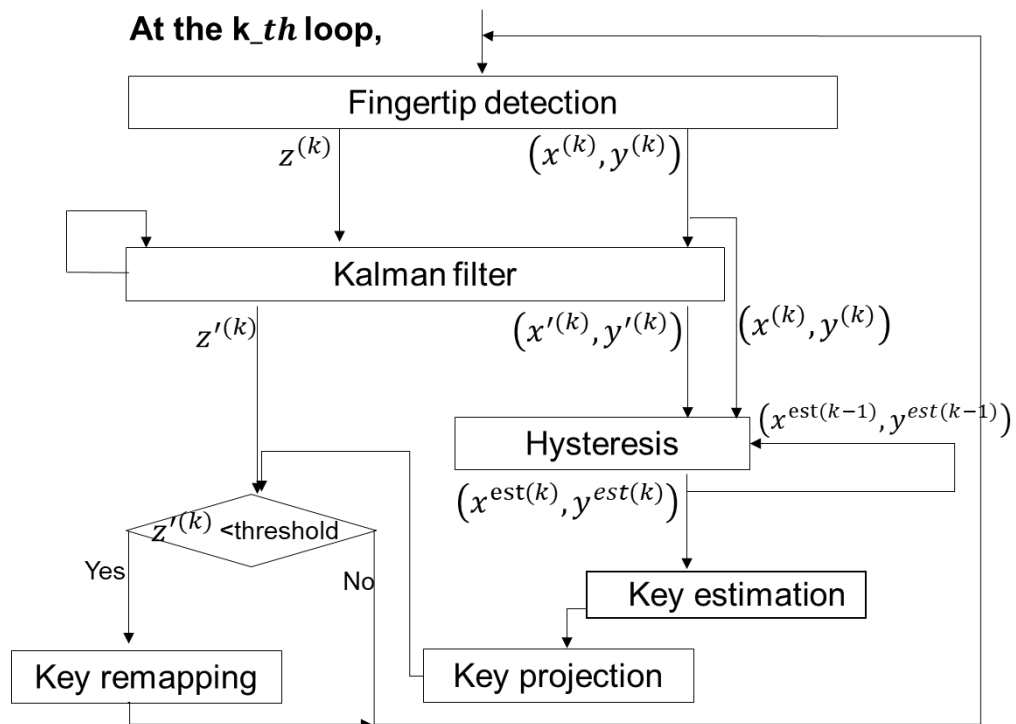 At the k_th loop,
Fingertip detection
z^(k)
(x^(k), y^(k))
Kalman filter
z′^(k)
(x′^(k), y′^(k))
(x^(k), y^(k))
(x^est(k−1), y^est(k−1))
Hysteresis
(x^est(k), y^est(k))
z′^(k) <threshold
Yes
No
Key estimation
Key remapping
Key projection